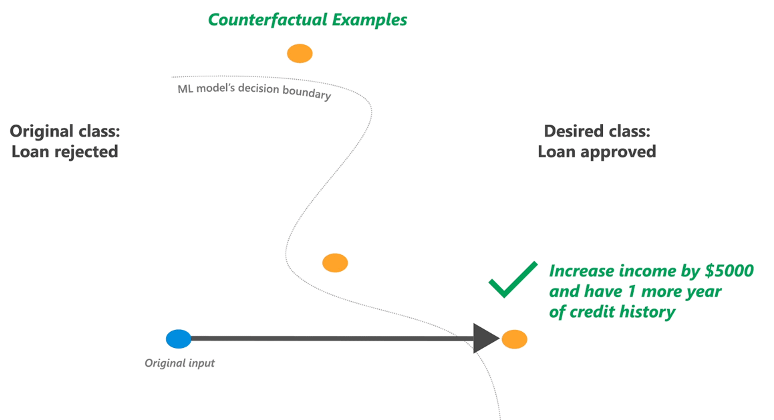 Counterfactual Examples
ML model's decision boundary
Original class:
Loan rejected
Desired class:
Loan approved
Increase income by $5000
and have 1 more year
of credit history
Original input